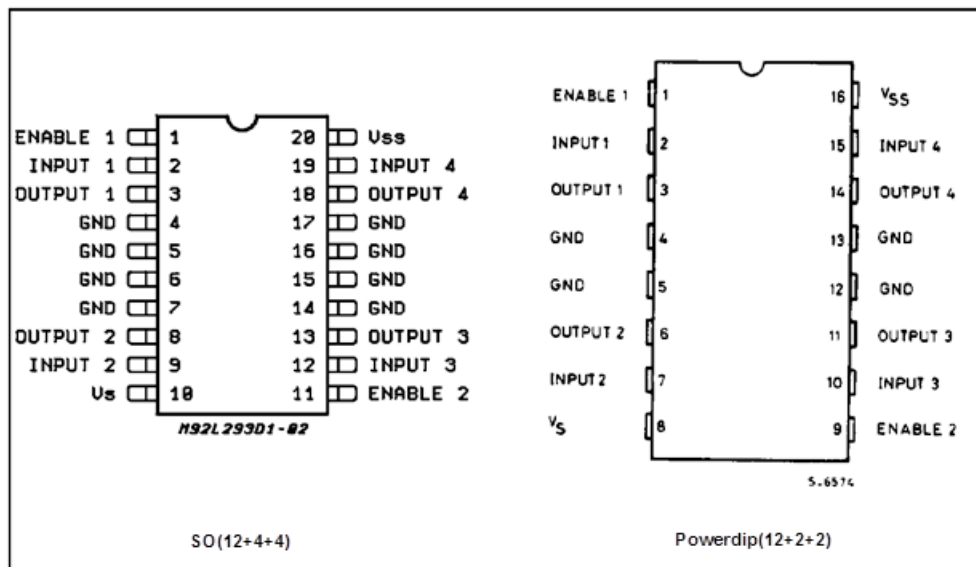 ENABLE 1 1 20 Vss
INPUT 1 2 19 INPUT 4
OUTPUT 1 3 18 OUTPUT 4
GND 4 17 GND
GND 5 16 GND
GND 6 15 GND
GND 7 14 GND
OUTPUT 2 8 13 OUTPUT 3
INPUT 2 9 12 INPUT 3
Vs 10 11 ENABLE 2
M92L293D1-02
SO(12+4+4)
ENABLE 1 1 16 VSS
INPUT1 2 15 INPUT 4
OUTPUT 1 3 14 OUTPUT 4
GND 4 13 GND
GND 5 12 GND
OUTPUT 2 6 11 OUTPUT 3
INPUT2 7 10 INPUT 3
VS 8 9 ENABLE 2
5.6574
Powerdip(12+2+2)